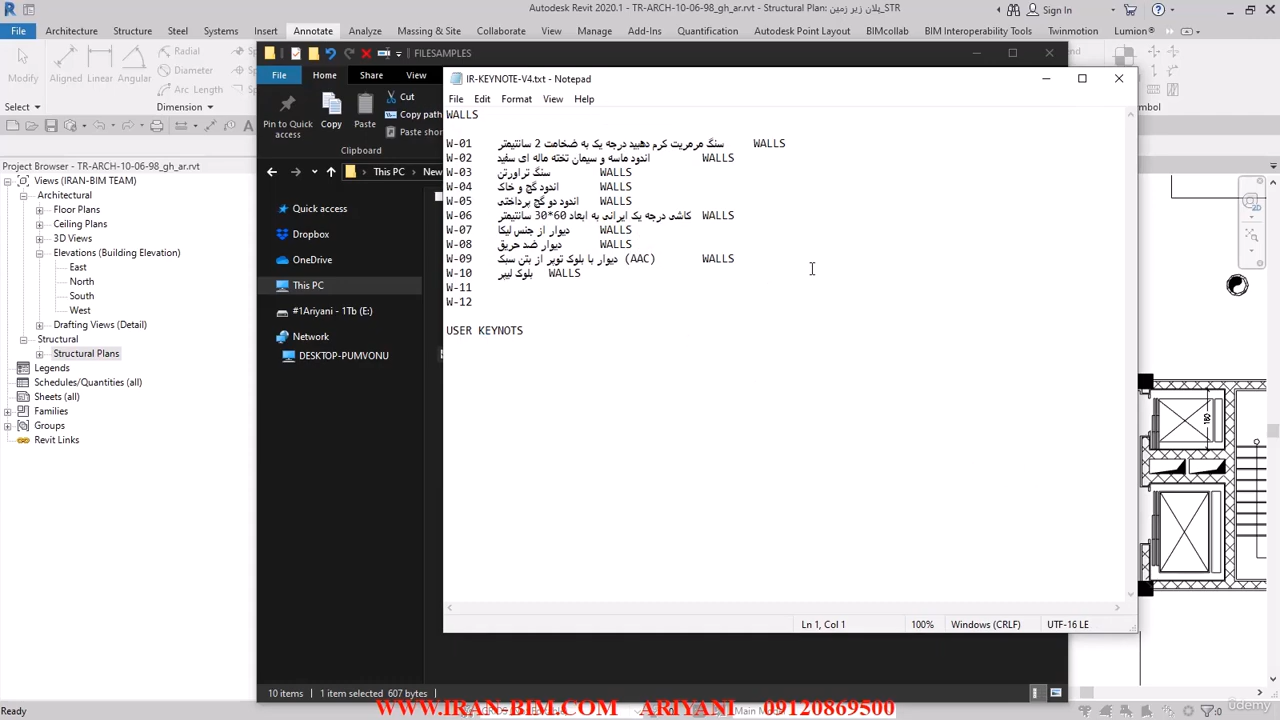 Autodesk Revit 2020.1 - TR-ARCH-10-06-98_gh_ar.rvt - Structural Plan: پلان زیر زمین_STR
Sign In
File Architecture Structure Steel Systems Insert Annotate Analyze Massing & Site Collaborate View Manage Add-Ins Quantification Autodesk Point Layout BIMcollab BIM Interoperability Tools Twinmotion Lumion®
Modify
Select
Aligned Linear Angular
Radial
Diameter
Arc Length
Dimension
FILESAMPLES
File Home Share View
Pin to Quick access
Copy
Paste
Cut
Copy path
Paste shor
Clipboard
This PC
New
Project Browser - TR-ARCH-10-06-98_gh_ar.rvt
Views (IRAN-BIM TEAM)
Architectural
Floor Plans
Ceiling Plans
3D Views
Elevations (Building Elevation)
East
North
South
West
Drafting Views (Detail)
Structural
Structural Plans
Legends
Schedules/Quantities (all)
Sheets (all)
Families
Groups
Revit Links
Quick access
Dropbox
OneDrive
This PC
#1Ariyani - 1Tb (E:)
Network
DESKTOP-PUMVONU
IR-KEYNOTE-V4.txt - Notepad
File Edit Format View Help
WALLS
W-01 سنگ مرمریت کرم دهبید درجه یک به ضخامت 2 سانتیمتر WALLS
W-02 اندود ماسه و سیمان تخته ماله ای سفید WALLS
W-03 سنگ تراورتن WALLS
W-04 اندود گچ و خاک WALLS
W-05 اندود دو گچ پرداختی WALLS
W-06 کاشی درجه یک ایرانی به ابعاد 60*30 سانتیمتر WALLS
W-07 دیوار از جنس لیکا WALLS
W-08 دیوار ضد حریق WALLS
W-09 دیوار با بلوک توپر از بتن سبک (AAC) WALLS
W-10 بلوک لیپر WALLS
W-11
W-12
USER KEYNOTS
Ln 1, Col 1 100% Windows (CRLF) UTF-16 LE
mbol
180
10 items 1 item selected 607 bytes
Ready
WWW.IRAN-BIM.COM ARIYANI 09120869500
Main Mo
:0
Udemy